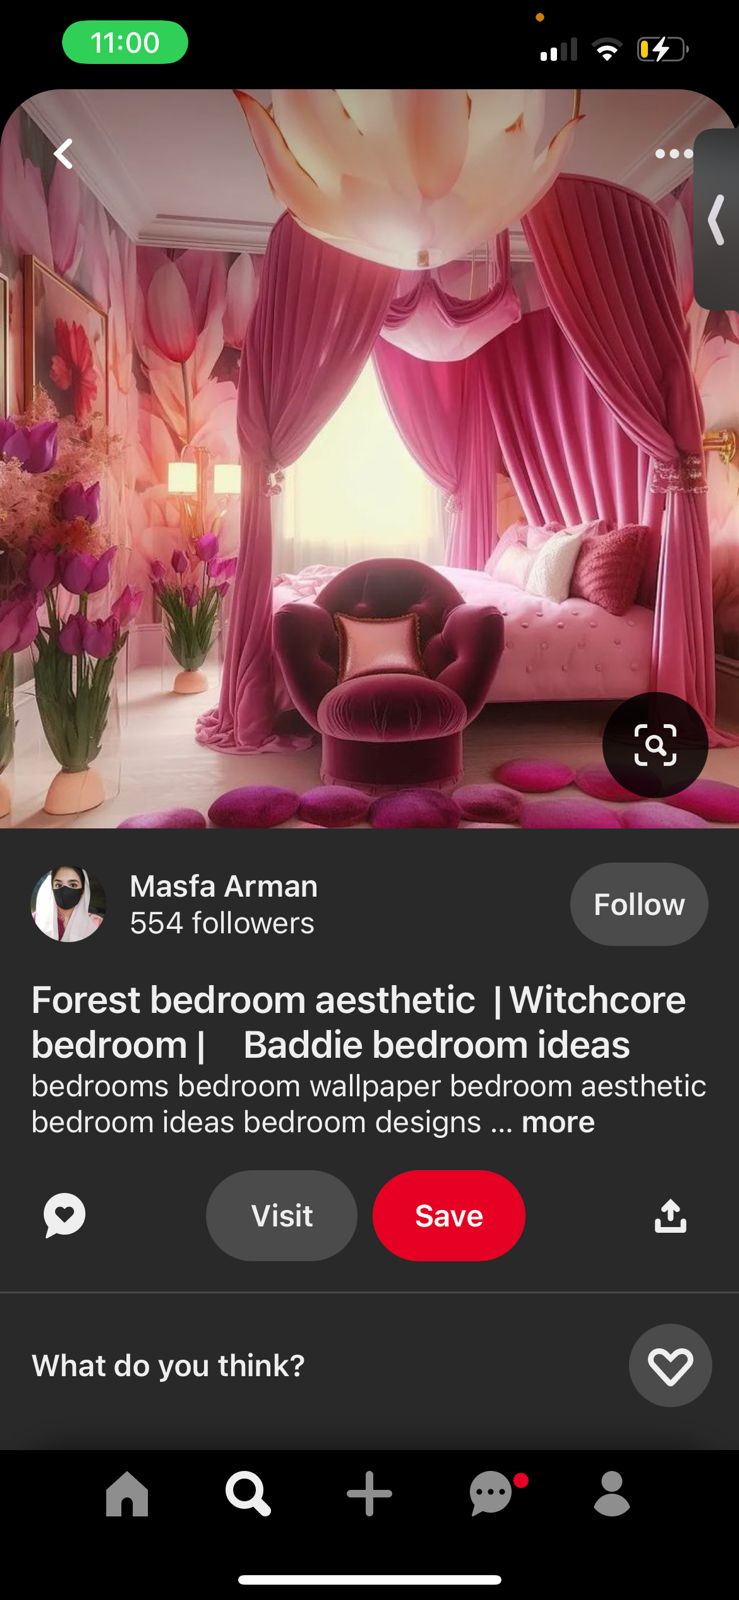 11:00
Masfa Arman
554 followers
Follow
Forest bedroom aesthetic | Witchcore
bedroom | Baddie bedroom ideas
bedrooms bedroom wallpaper bedroom aesthetic
bedroom ideas bedroom designs ... more
Visit
Save
What do you think?